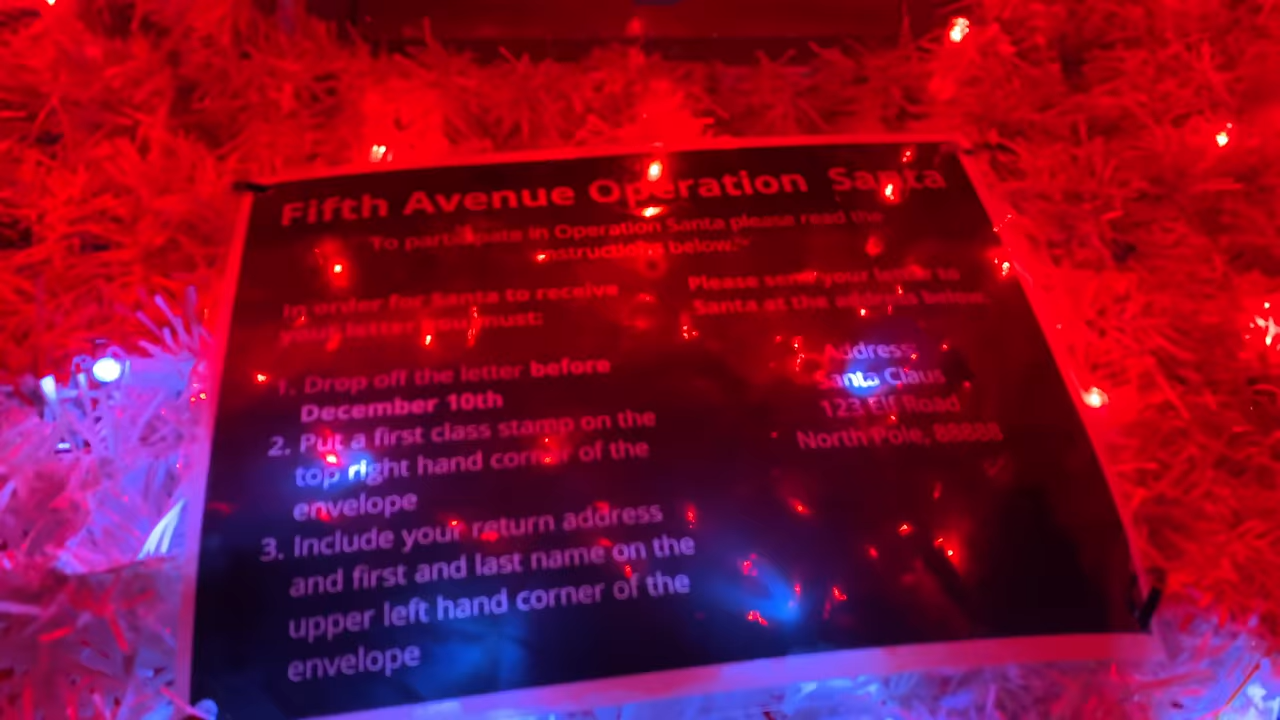 Fifth Avenue Operation Santa
To participate in Operation Santa please read the
instructions below.
In order for Santa to receive
your letter you must:
1. Drop off the letter before
December 10th
2. Put a first class stamp on the
top right hand corner of the
envelope
3. Include your return address
and first and last name on the
upper left hand corner of the
envelope
Please send your letter to
Santa at the address below:
Address:
Santa Claus
123 Elf Road
North Pole, 88888